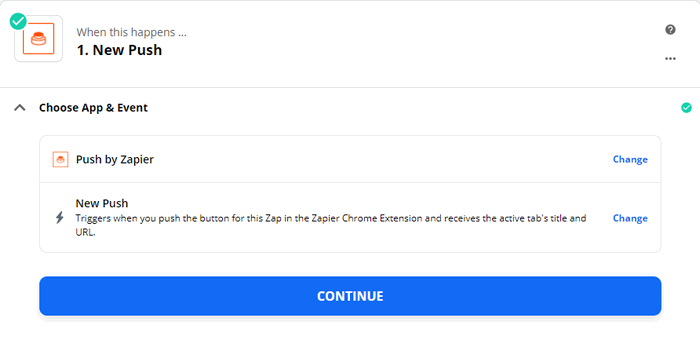 When this happens ...
1. New Push
Choose App & Event
Push by Zapier
Change
New Push
Triggers when you push the button for this Zap in the Zapier Chrome Extension and receives the active tab's title and
URL.
Change
CONTINUE